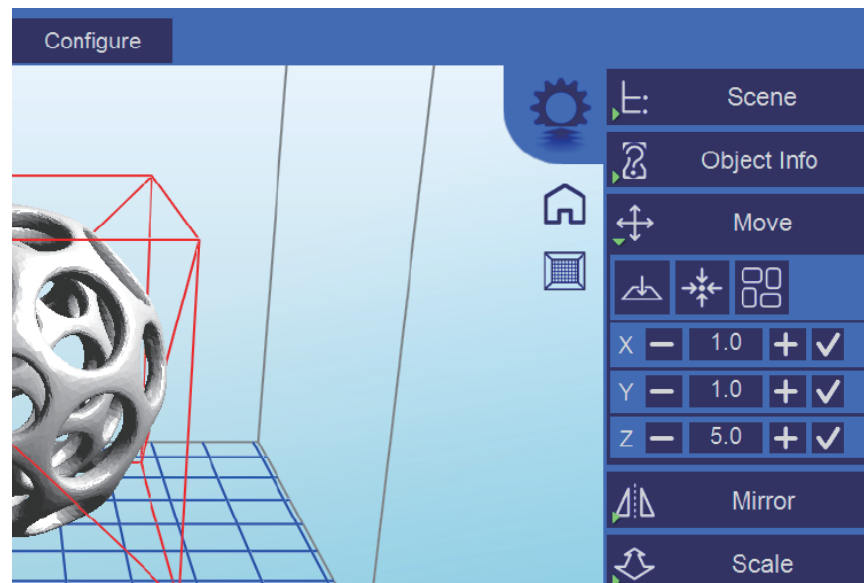 Configure
Scene
Object Info
Move
X 1.0
Y 1.0
Z 5.0
Mirror
Scale